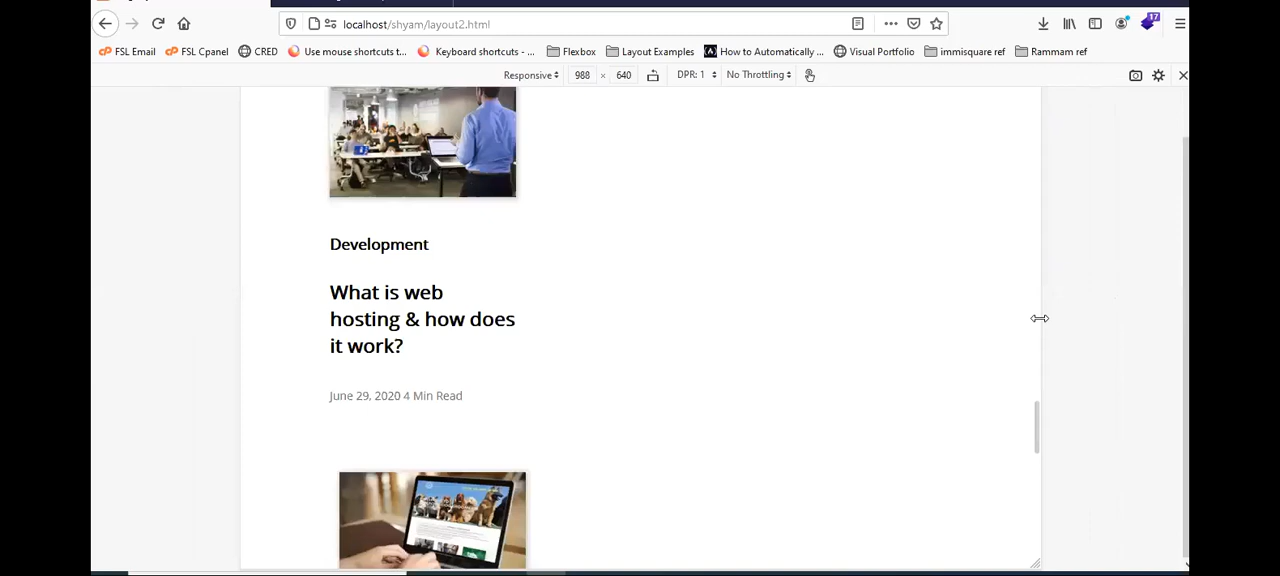 localhost/shyam/layout2.html
17
FSL Email
FSL Cpanel
CRED
Use mouse shortcuts t...
Keyboard shortcuts - ...
Flexbox
Layout Examples
How to Automatically ...
Visual Portfolio
immisquare ref
Rammam ref
Responsive
988 × 640
DPR: 1
No Throttling
Development
What is web
hosting & how does
it work?
June 29, 2020 4 Min Read